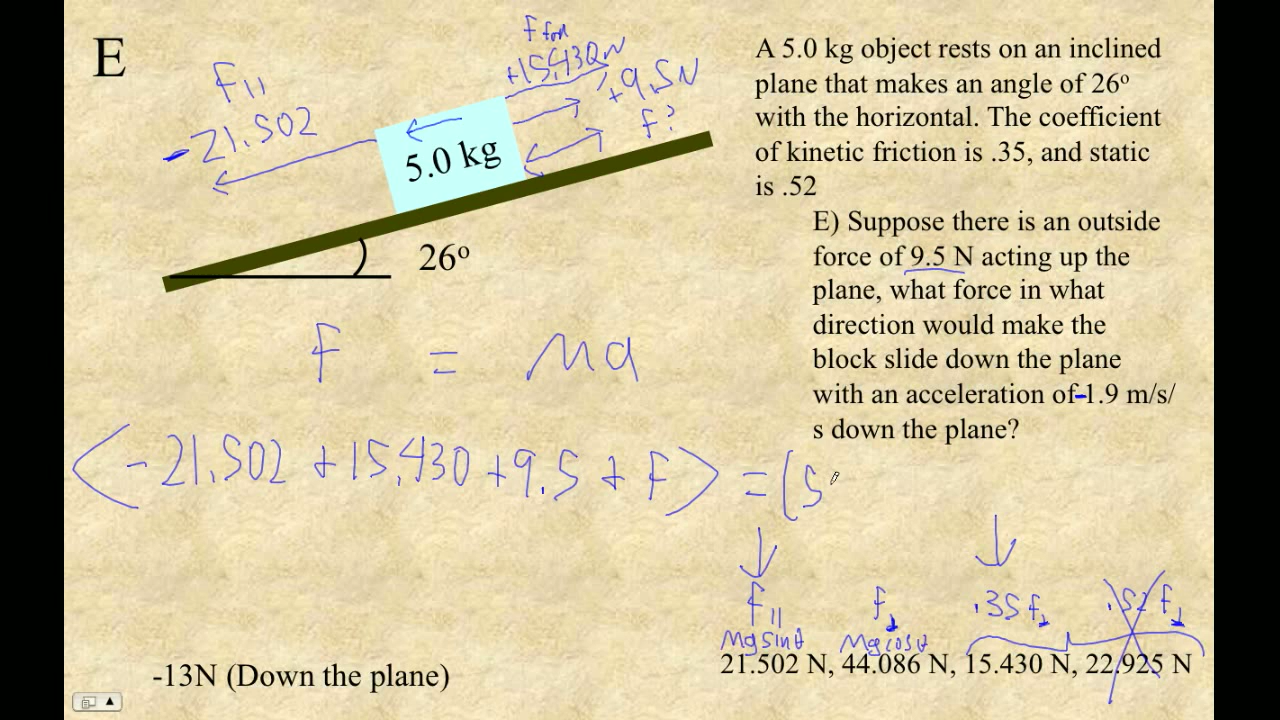 E
F fon
+15,430N
+9.5N
F?
F11
-21.502
5.0 kg
26º
A 5.0 kg object rests on an inclined
plane that makes an angle of 26º
with the horizontal. The coefficient
of kinetic friction is .35, and static
is .52
E) Suppose there is an outside
force of 9.5 N acting up the
plane, what force in what
direction would make the
block slide down the plane
with an acceleration of-1.9 m/s/
s down the plane?
F = Ma
< -21.502 + 15.430 + 9.5 + F > = (5
F11 F⊥ .35 F⊥ .52 F⊥
Mg sinθ Mg cosθ
21.502 N, 44.086 N, 15.430 N, 22.925 N
-13N (Down the plane)